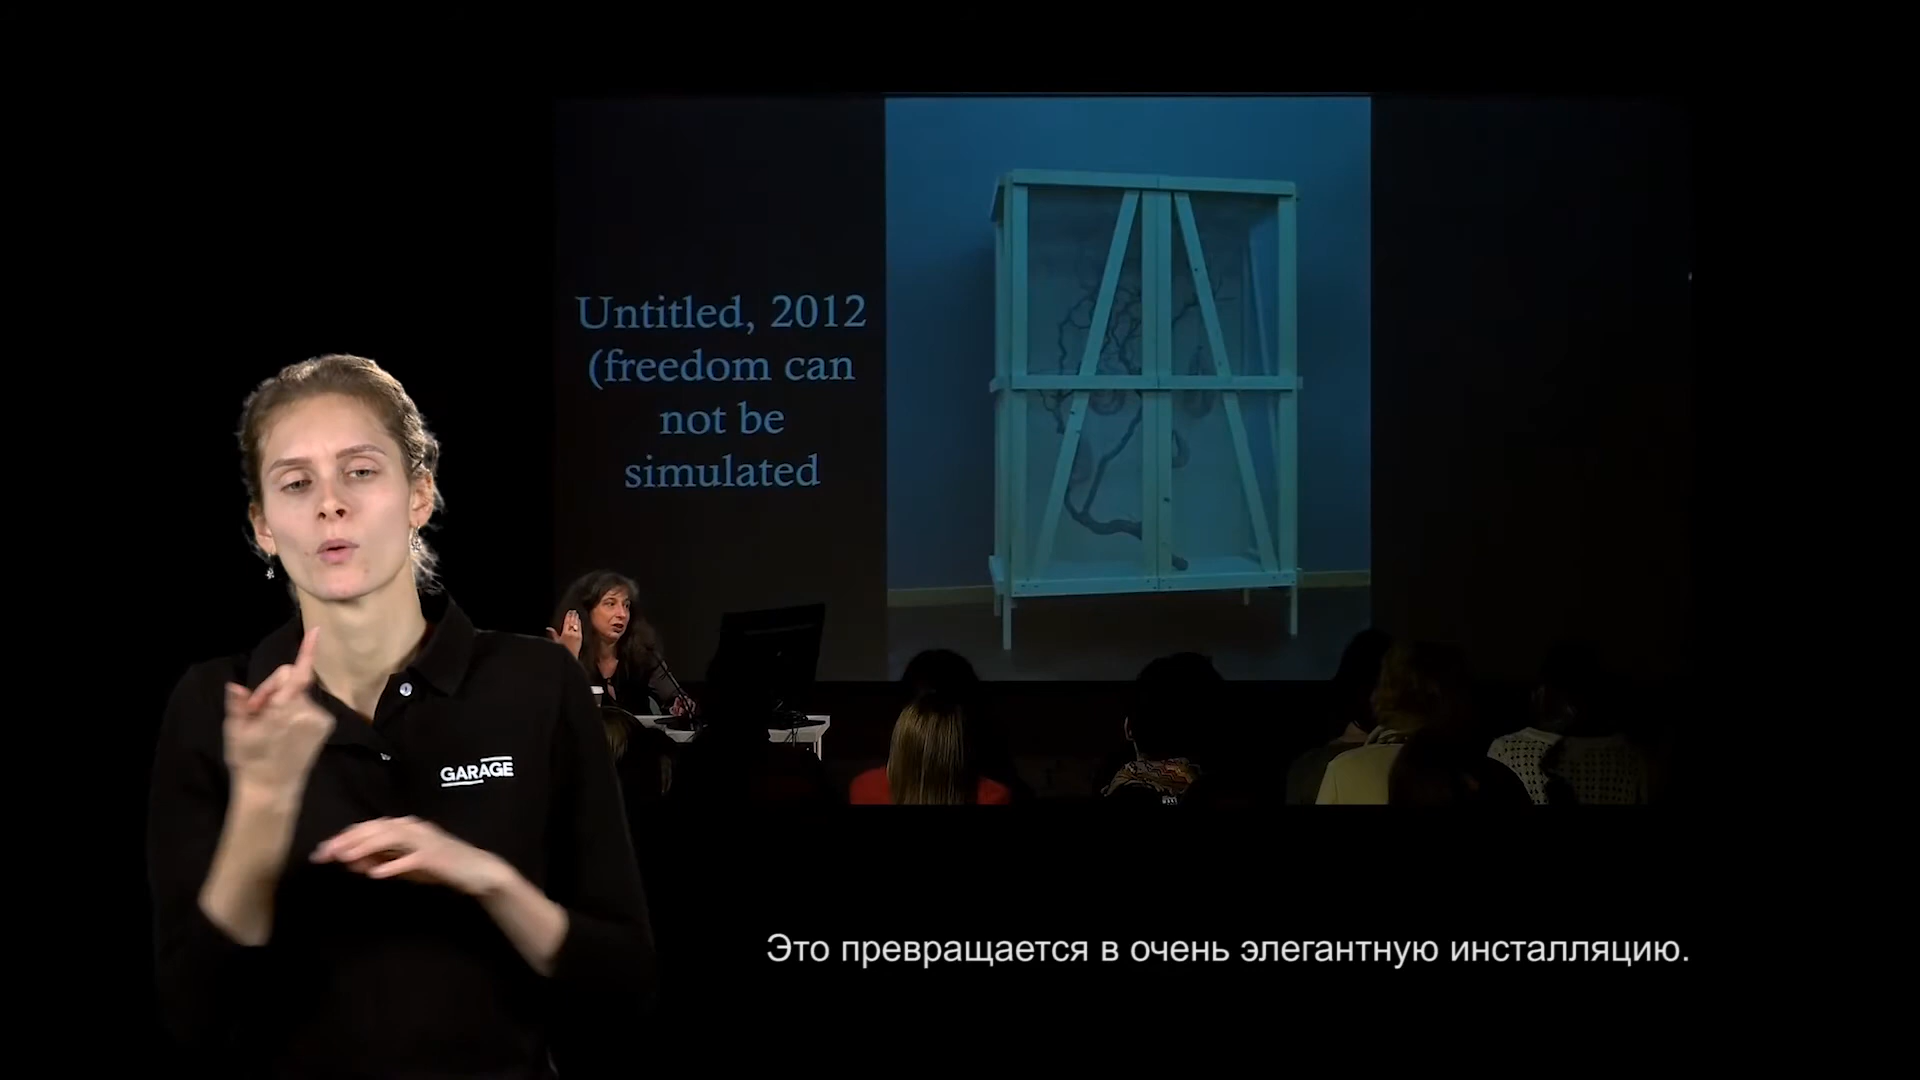 Untitled, 2012
(freedom can
not be
simulated
GARAGE
Это превращается в очень элегантную инсталляцию.